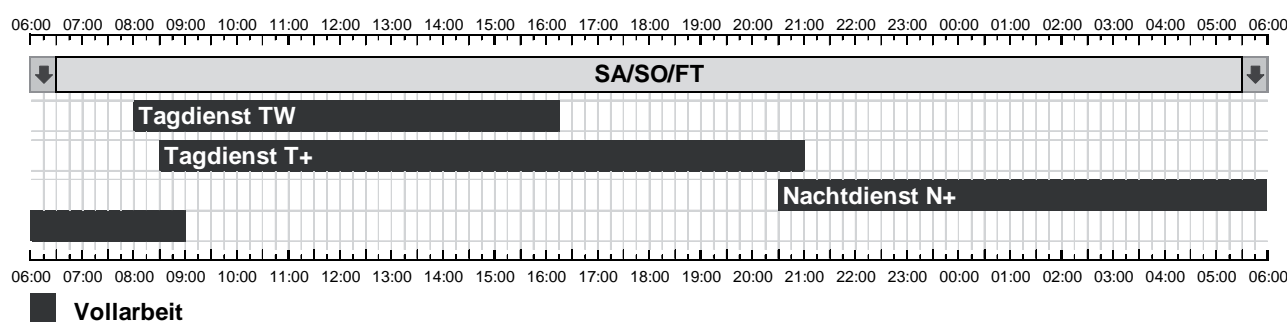 06:00 07:00 08:00 09:00 10:00 11:00 12:00 13:00 14:00 15:00 16:00 17:00 18:00 19:00 20:00 21:00 22:00 23:00 00:00 01:00 02:00 03:00 04:00 05:00 06:00
SA/SO/FT
Tagdienst TW
Tagdienst T+
Nachtdienst N+
06:00 07:00 08:00 09:00 10:00 11:00 12:00 13:00 14:00 15:00 16:00 17:00 18:00 19:00 20:00 21:00 22:00 23:00 00:00 01:00 02:00 03:00 04:00 05:00 06:00
Vollarbeit